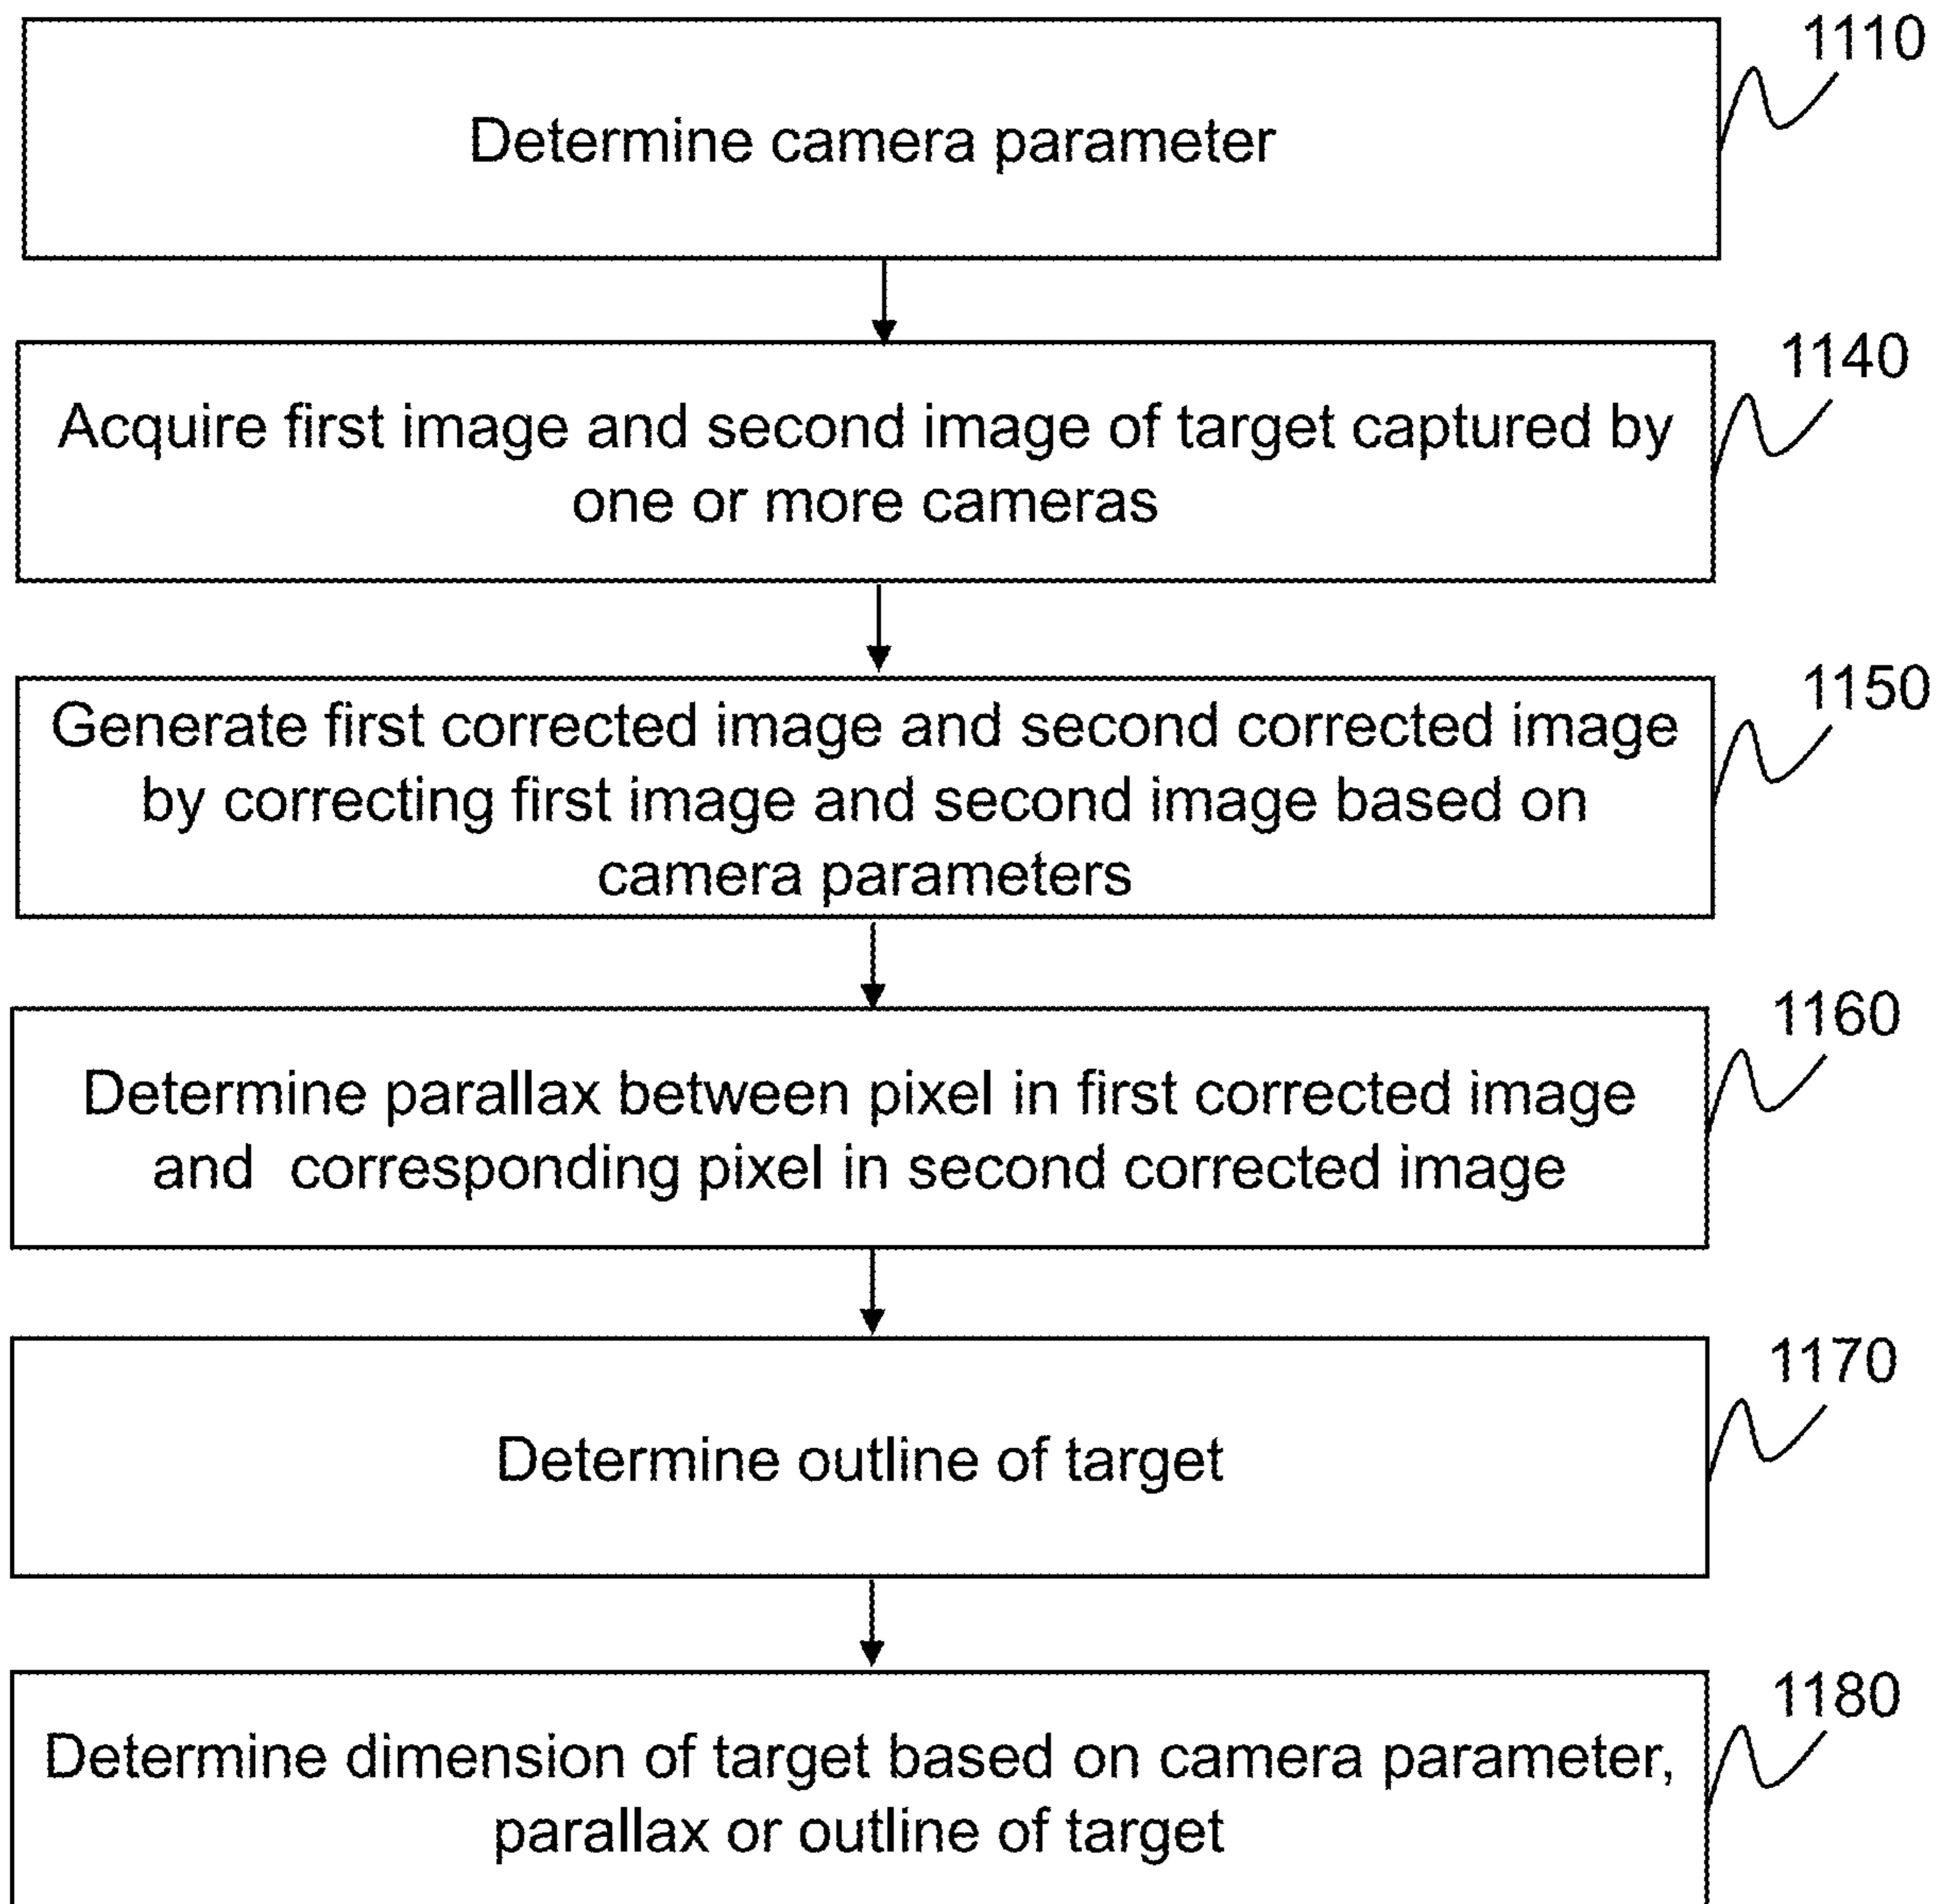 1110
Determine camera parameter
1140
Acquire first image and second image of target captured by
one or more cameras
1150
Generate first corrected image and second corrected image
by correcting first image and second image based on
camera parameters
1160
Determine parallax between pixel in first corrected image
and corresponding pixel in second corrected image
1170
Determine outline of target
1180
Determine dimension of target based on camera parameter,
parallax or outline of target